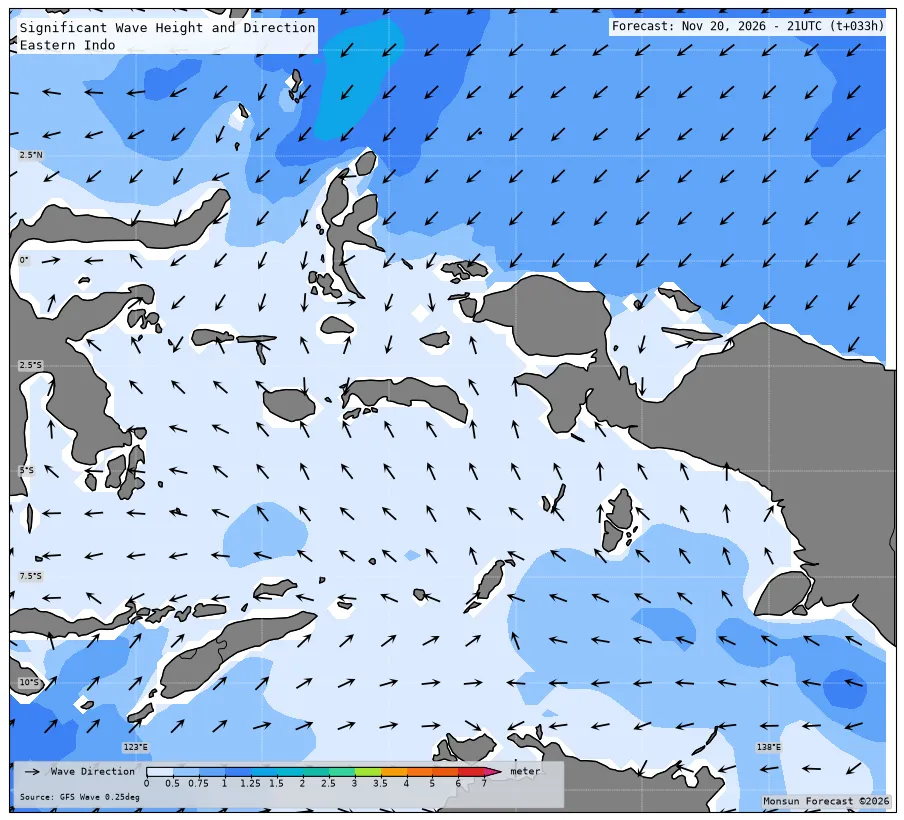 Significant Wave Height and Direction
Eastern Indo
Forecast: Nov 20, 2026 - 21UTC (t+033h)
2.5°N
0°
2.5°S
5°S
7.5°S
10°S
123°E
138°E
Wave Direction
meter
0 0.5 0.75 1 1.25 1.5 2 2.5 3 3.5 4 5 6 7
Source: GFS Wave 0.25deg
Monsun Forecast ©2026